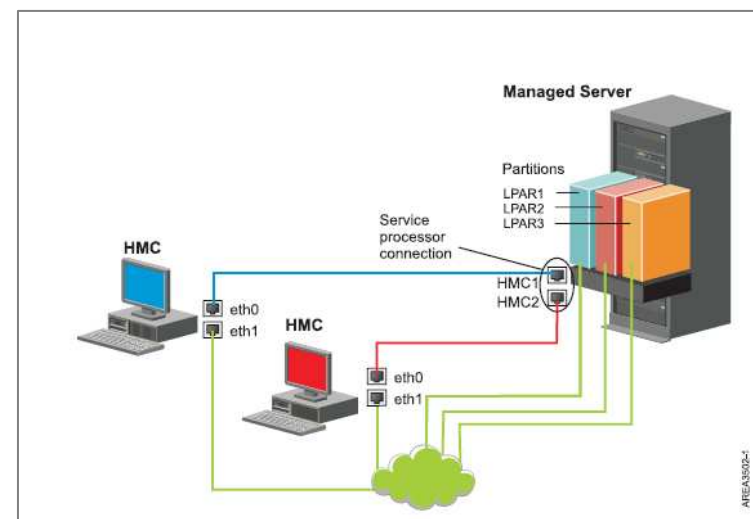 Managed Server
Partitions
LPAR1
LPAR2
LPAR3
Service
processor
connection
HMC
HMC1
HMC2
eth0
eth1
HMC
eth0
eth1
AREA3502-1